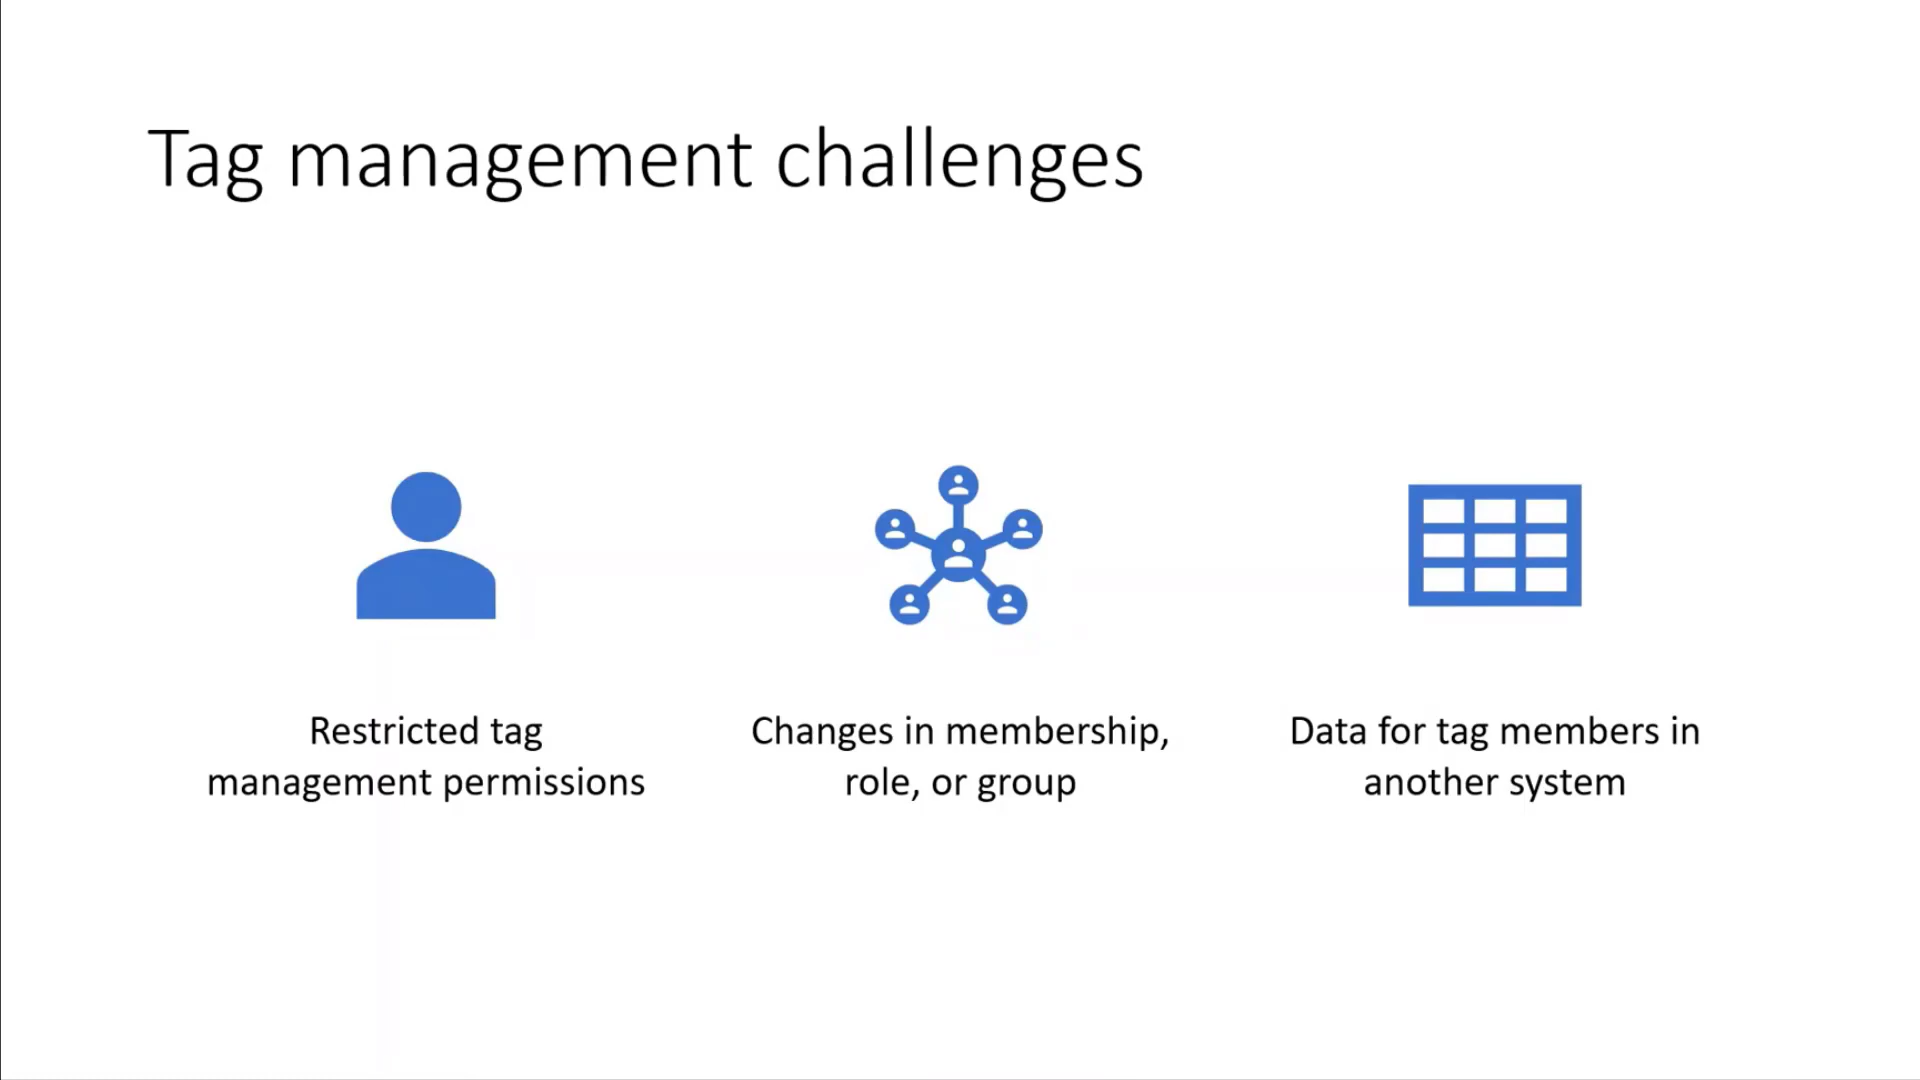 Tag management challenges
Restricted tag
management permissions
Changes in membership,
role, or group
Data for tag members in
another system